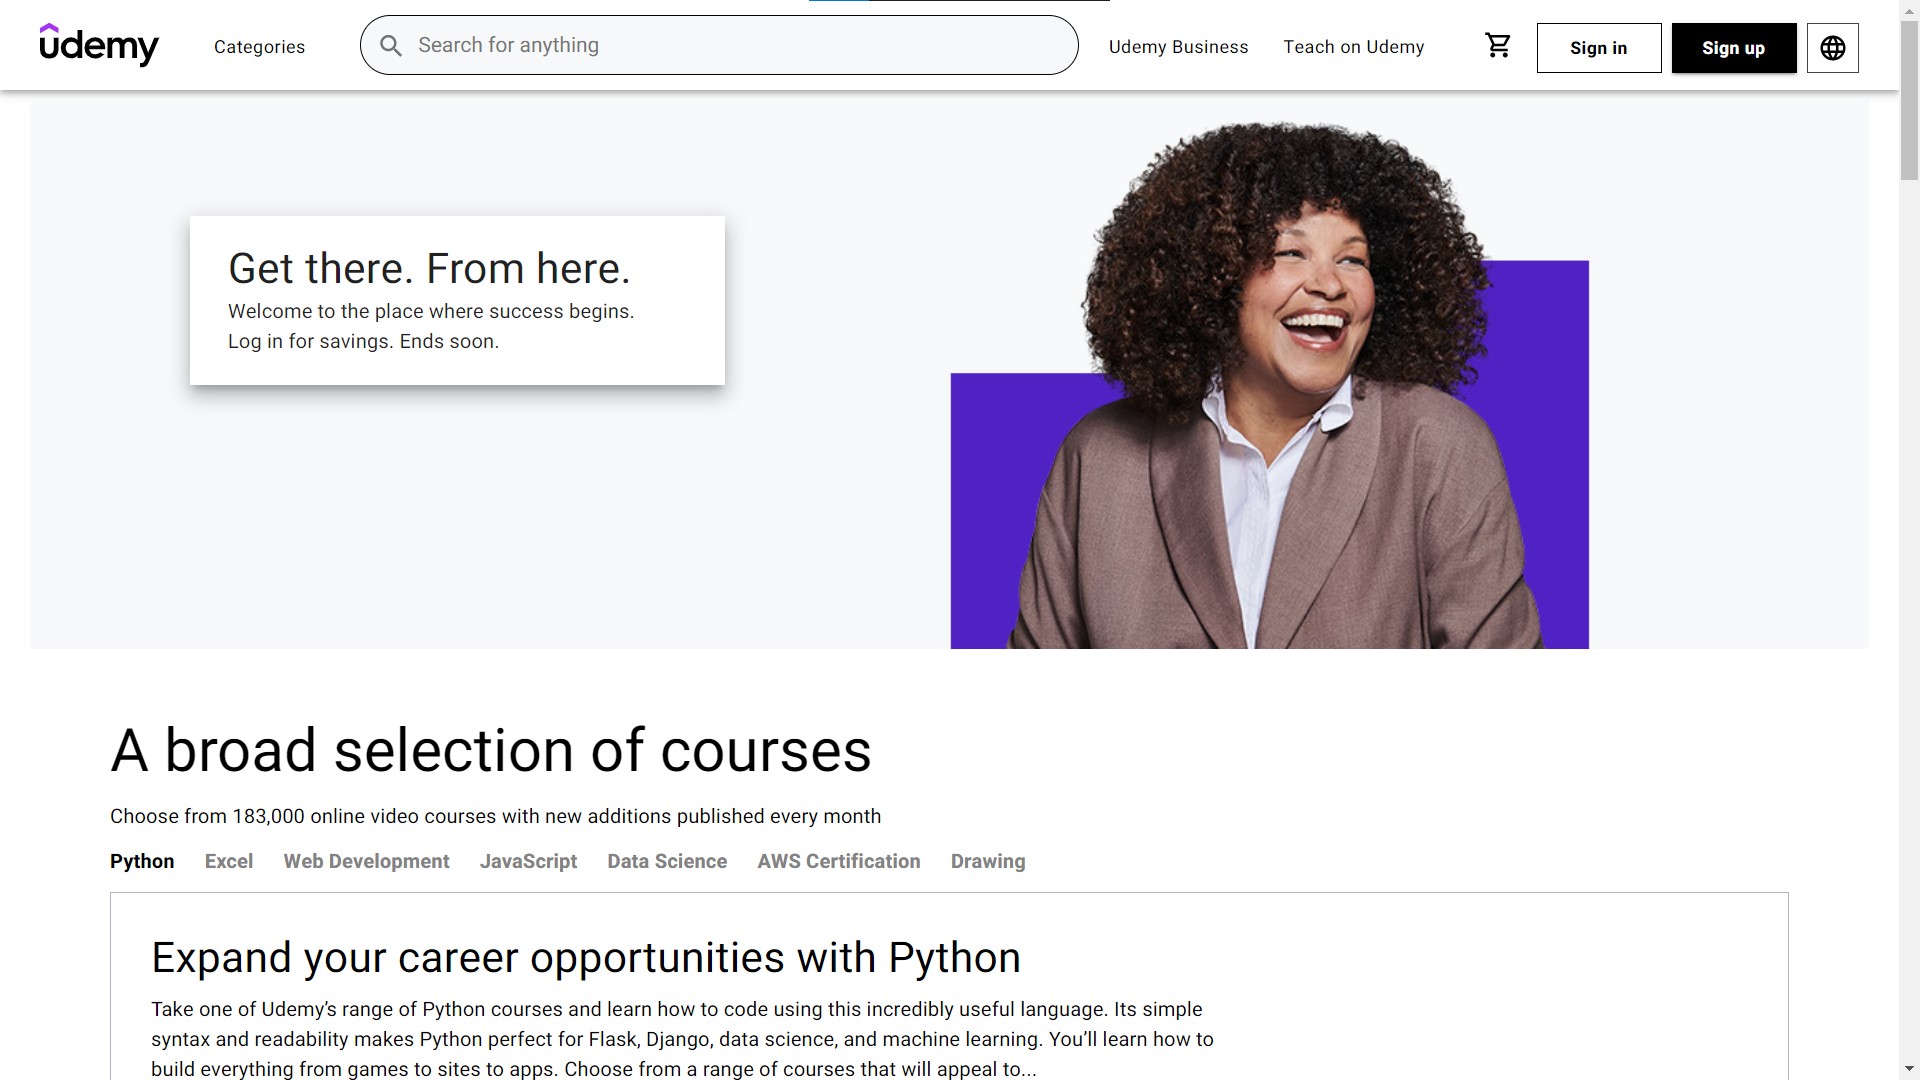 udemy
Categories
Search for anything
Udemy Business
Teach on Udemy
Sign in
Sign up
Get there. From here.
Welcome to the place where success begins.
Log in for savings. Ends soon.
A broad selection of courses
Choose from 183,000 online video courses with new additions published every month
Python Excel Web Development JavaScript Data Science AWS Certification Drawing
Expand your career opportunities with Python
Take one of Udemy’s range of Python courses and learn how to code using this incredibly useful language. Its simple
syntax and readability makes Python perfect for Flask, Django, data science, and machine learning. You’ll learn how to
build everything from games to sites to apps. Choose from a range of courses that will appeal to...